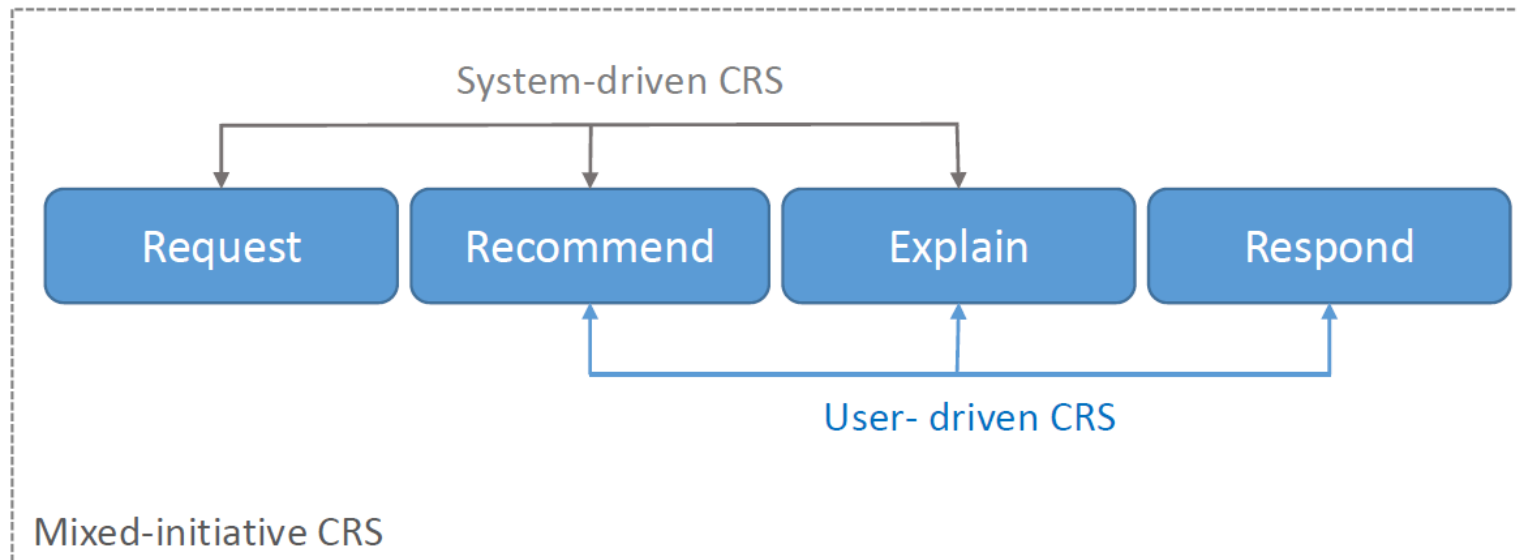 System-driven CRS
Request
Recommend
Explain
Respond
User- driven CRS
Mixed-initiative CRS